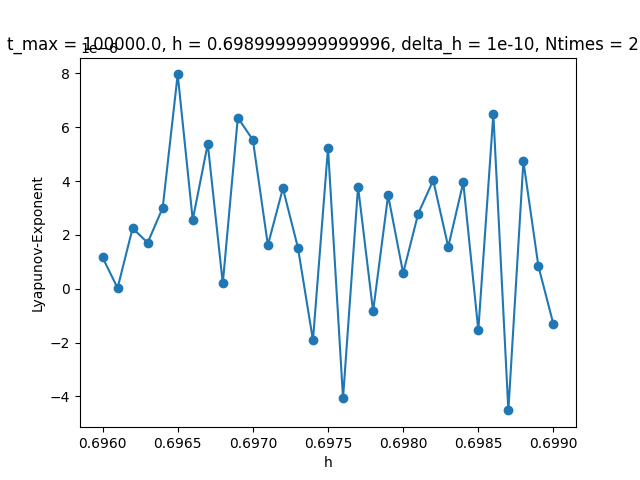 t_max = 100000.0, h = 0.6989999999999996, delta_h = 1e-10, Ntimes = 2
1e−6
8
6
4
2
0
−2
−4
Lyapunov-Exponent
0.6960 0.6965 0.6970 0.6975 0.6980 0.6985 0.6990
h